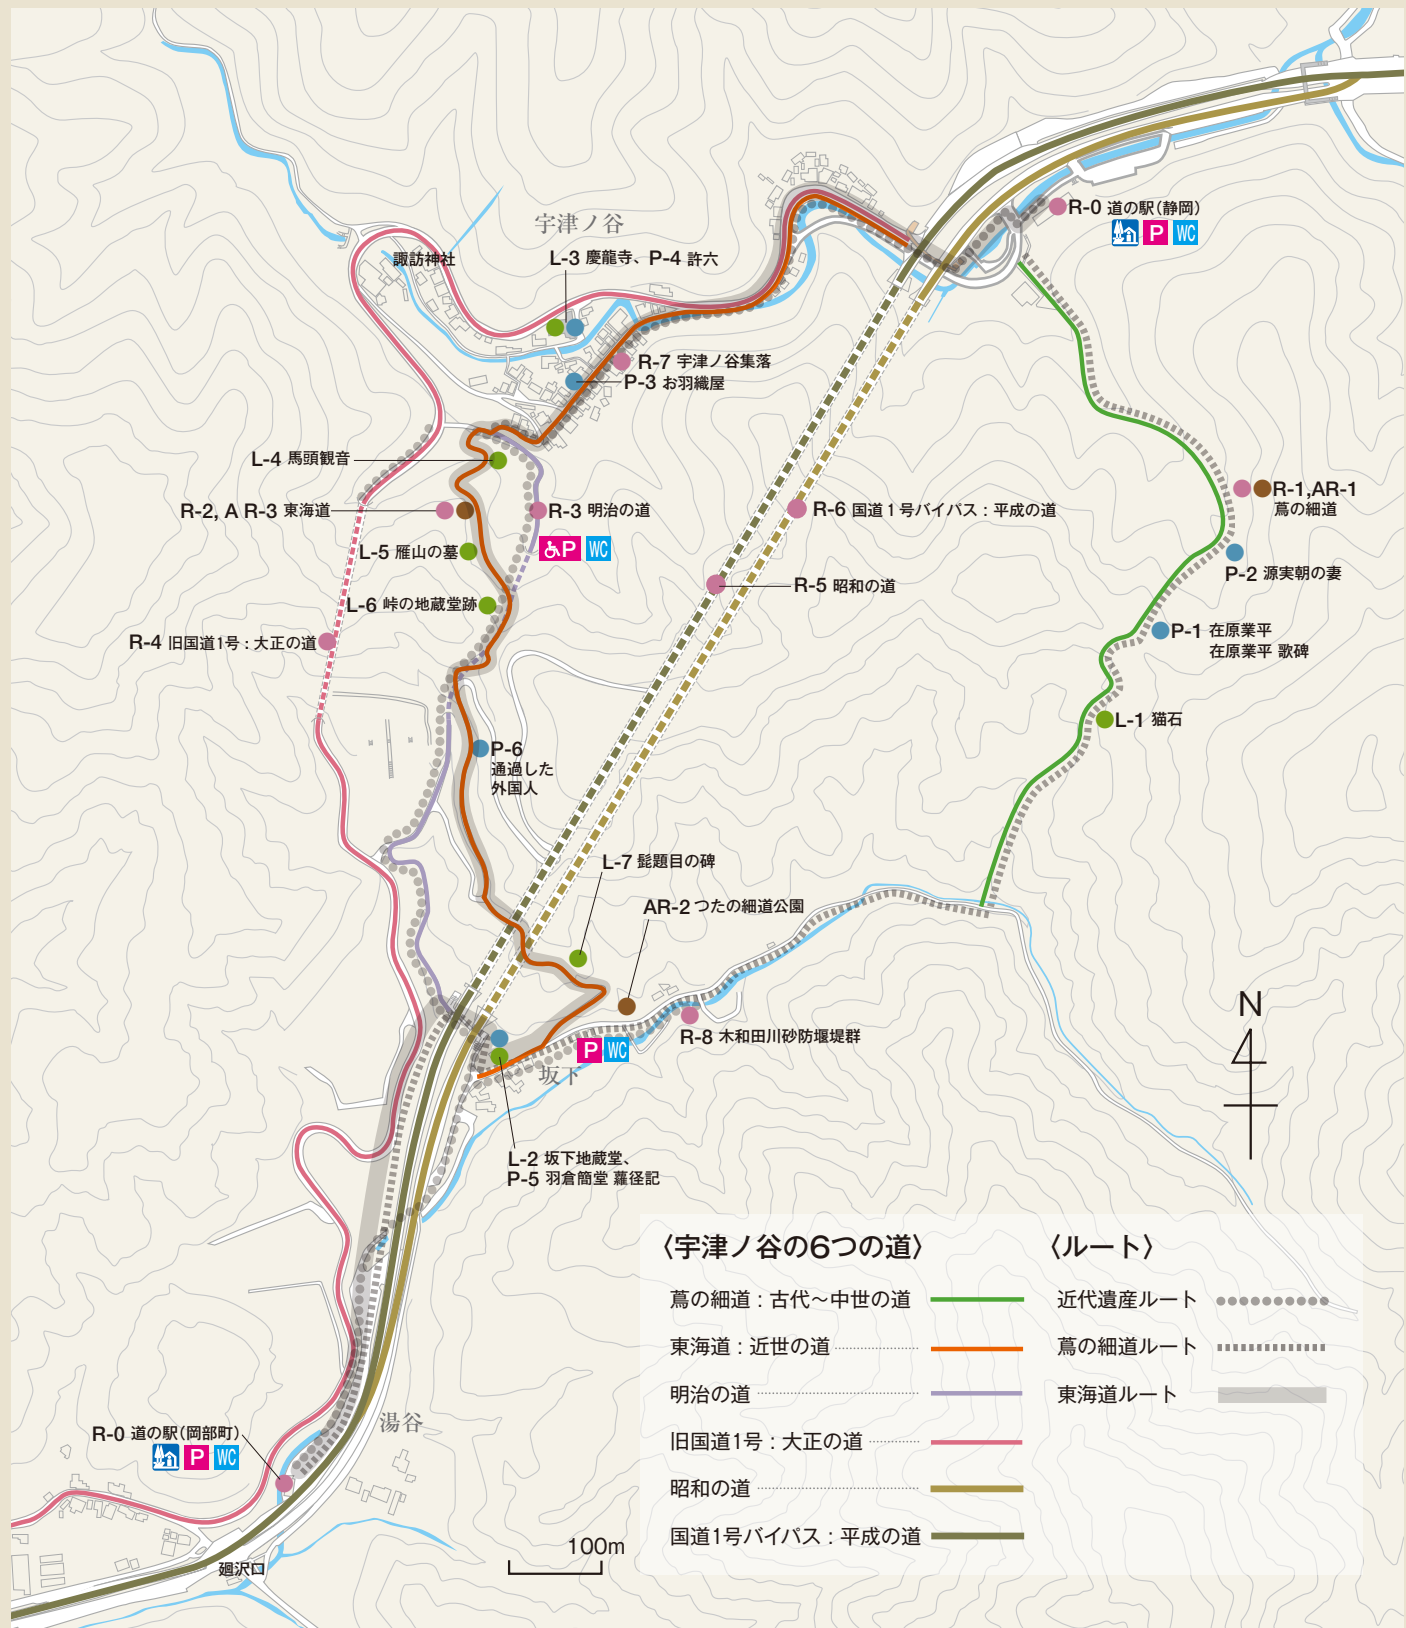 宇津ノ谷
諏訪神社
L-3 慶龍寺、P-4 許六
R-0 道の駅（静岡）
P WC
R-7 宇津ノ谷集落
P-3 お羽織屋
L-4 馬頭観音
R-2, A R-3 東海道
R-3 明治の道
P WC
L-5 雁山の墓
L-6 峠の地蔵堂跡
R-4 旧国道1号：大正の道
R-6 国道１号バイパス：平成の道
R-5 昭和の道
R-1,AR-1
蔦の細道
P-2 源実朝の妻
P-1 在原業平
在原業平 歌碑
L-1 猫石
P-6
通過した
外国人
L-7 髭題目の碑
AR-2 つたの細道公園
R-8 木和田川砂防堰堤群
P WC
坂下
L-2 坂下地蔵堂、
P-5 羽倉簡堂 蘿径記
N
R-0 道の駅（岡部町）
P WC
湯谷
廻沢口
100m
〈宇津ノ谷の6つの道〉
蔦の細道：古代～中世の道
東海道：近世の道
明治の道
旧国道1号：大正の道
昭和の道
国道1号バイパス：平成の道
〈ルート〉
近代遺産ルート
蔦の細道ルート
東海道ルート